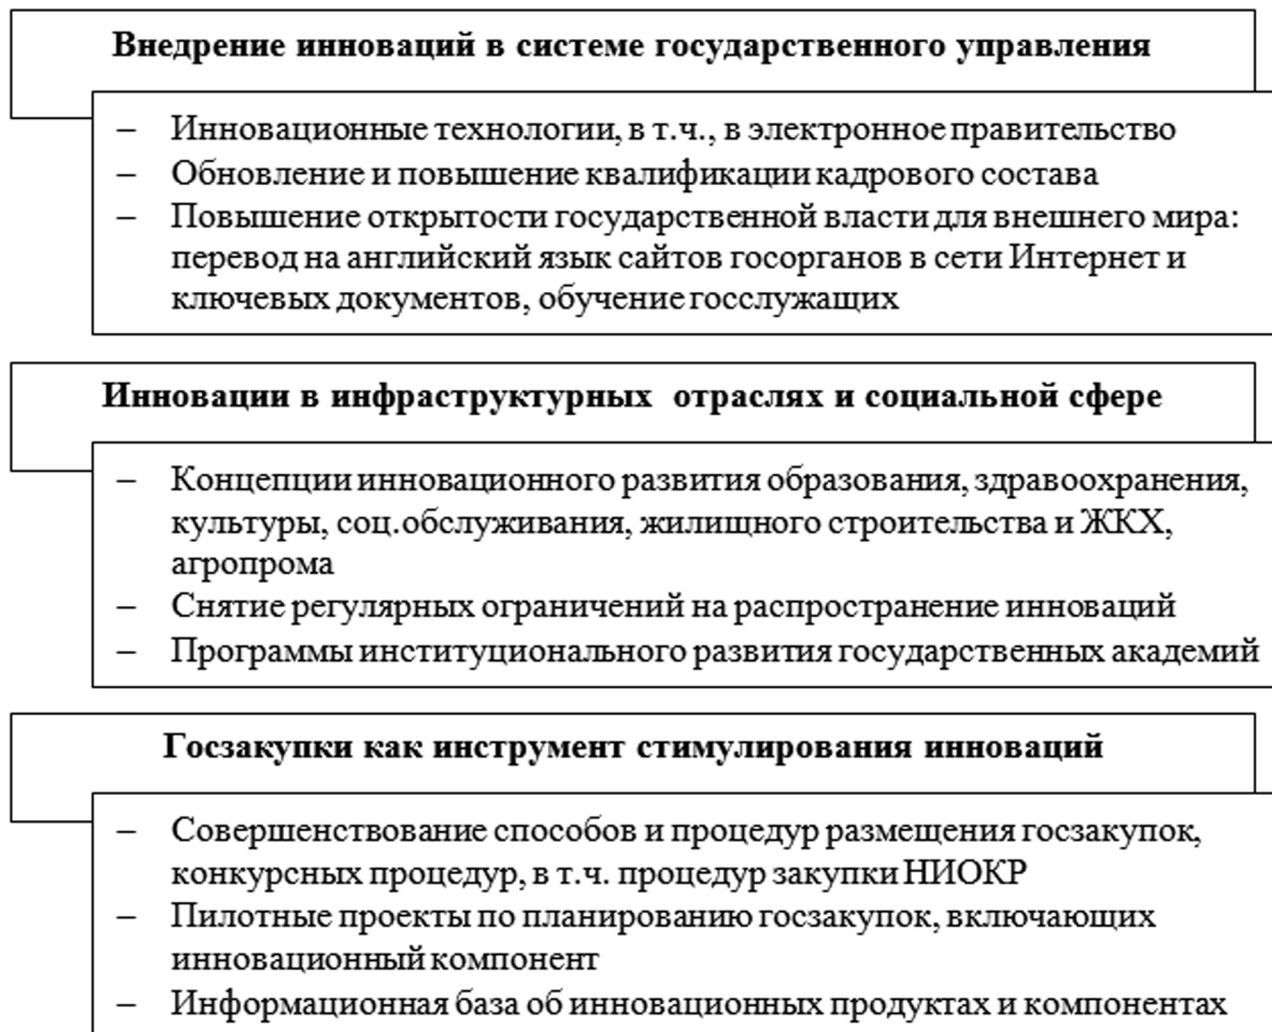 Внедрение инноваций в системе государственного управления
– Инновационные технологии, в т.ч., в электронное правительство
– Обновление и повышение квалификации кадрового состава
– Повышение открытости государственной власти для внешнего мира:
перевод на английский язык сайтов госорганов в сети Интернет и
ключевых документов, обучение госслужащих
Инновации в инфраструктурных отраслях и социальной сфере
– Концепции инновационного развития образования, здравоохранения,
культуры, соц.обслуживания, жилищного строительства и ЖКХ,
агропрома
– Снятие регулярных ограничений на распространение инноваций
– Программы институционального развития государственных академий
Госзакупки как инструмент стимулирования инноваций
– Совершенствование способов и процедур размещения госзакупок,
конкурсных процедур, в т.ч. процедур закупки НИОКР
– Пилотные проекты по планированию госзакупок, включающих
инновационный компонент
– Информационная база об инновационных продуктах и компонентах